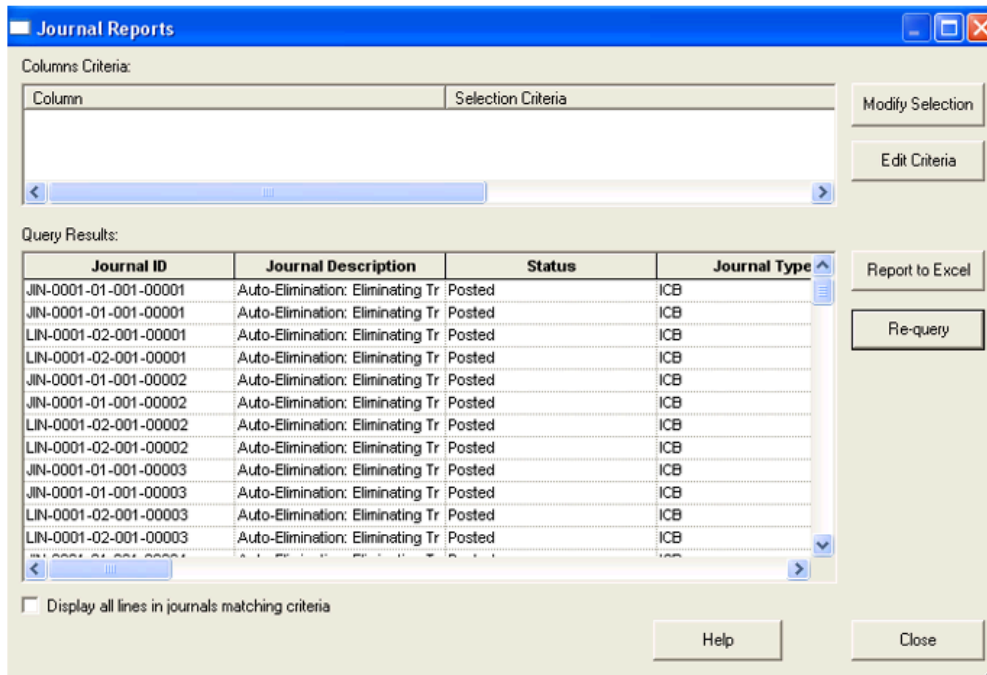 Journal Reports
Columns Criteria:
Column Selection Criteria
Modify Selection
Edit Criteria
Query Results:
Journal ID Journal Description Status Journal Type
JIN-0001-01-001-00001 Auto-Elimination: Eliminating Tr Posted ICB
JIN-0001-01-001-00001 Auto-Elimination: Eliminating Tr Posted ICB
LIN-0001-02-001-00001 Auto-Elimination: Eliminating Tr Posted ICB
LIN-0001-02-001-00001 Auto-Elimination: Eliminating Tr Posted ICB
JIN-0001-01-001-00002 Auto-Elimination: Eliminating Tr Posted ICB
JIN-0001-01-001-00002 Auto-Elimination: Eliminating Tr Posted ICB
LIN-0001-02-001-00002 Auto-Elimination: Eliminating Tr Posted ICB
LIN-0001-02-001-00002 Auto-Elimination: Eliminating Tr Posted ICB
JIN-0001-01-001-00003 Auto-Elimination: Eliminating Tr Posted ICB
JIN-0001-01-001-00003 Auto-Elimination: Eliminating Tr Posted ICB
LIN-0001-02-001-00003 Auto-Elimination: Eliminating Tr Posted ICB
LIN-0001-02-001-00003 Auto-Elimination: Eliminating Tr Posted ICB
Report to Excel
Re-query
Display all lines in journals matching criteria
Help
Close